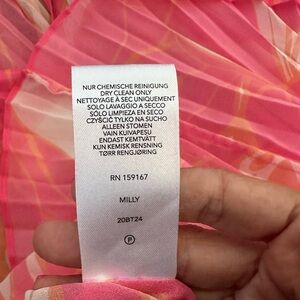 NUR CHEMISCHE REINIGUNG
DRY CLEAN ONLY
NETTOYAGE À SEC UNIQUEMENT
SOLO LAVAGGIO A SECCO
SÓLO LIMPIEZA EN SECO
CZYŚCIĆ TYLKO NA SUCHO
ALLEEN STOMEN
VAIN KUIVAPESU
ENDAST KEMTVÄTT
KUN KEMISK RENSNING
TØRR RENGJØRING
RN 159167
MILLY
20BT24
P